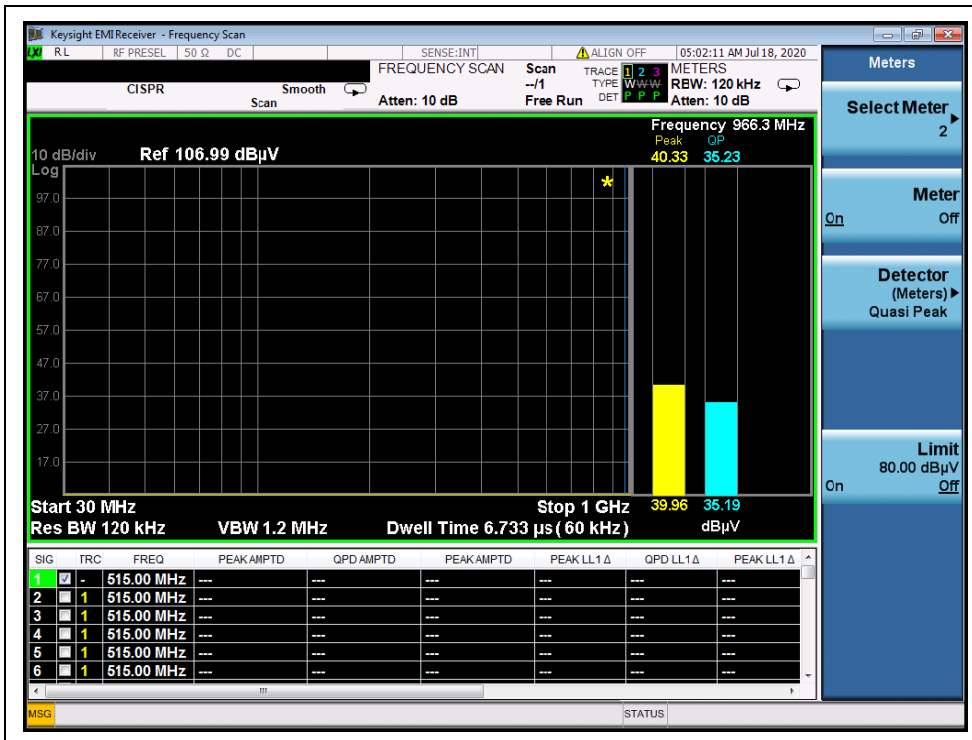 Keysight EMI Receiver - Frequency Scan
LXI RL RF PRESEL 50 Ω DC SENSE:INT ALIGN OFF 05:02:11 AM Jul 18, 2020
FREQUENCY SCAN Scan TRACE 1 2 3 METERS
CISPR Smooth --/1 TYPE W W W RBW: 120 kHz
Scan Atten: 10 dB Free Run DET P P P Atten: 10 dB
Frequency 966.3 MHz
Peak QP
10 dB/div Ref 106.99 dBµV 40.33 35.23
Log
97.0
87.0
77.0
67.0
57.0
47.0
37.0
27.0
17.0
Start 30 MHz Stop 1 GHz 39.96 35.19
Res BW 120 kHz VBW 1.2 MHz Dwell Time 6.733 µs (60 kHz) dBµV
SIG TRC FREQ PEAK AMPTD QPD AMPTD PEAK AMPTD PEAK LL1 Δ QPD LL1 Δ PEAK LL1 Δ
1 - 515.00 MHz --- --- --- --- --- ---
2 1 515.00 MHz --- --- --- --- --- ---
3 1 515.00 MHz --- --- --- --- --- ---
4 1 515.00 MHz --- --- --- --- --- ---
5 1 515.00 MHz --- --- --- --- --- ---
6 1 515.00 MHz --- --- --- --- --- ---
MSG STATUS
Meters
Select Meter
2
Meter
On Off
Detector
(Meters)
Quasi Peak
Limit
80.00 dBµV
On Off